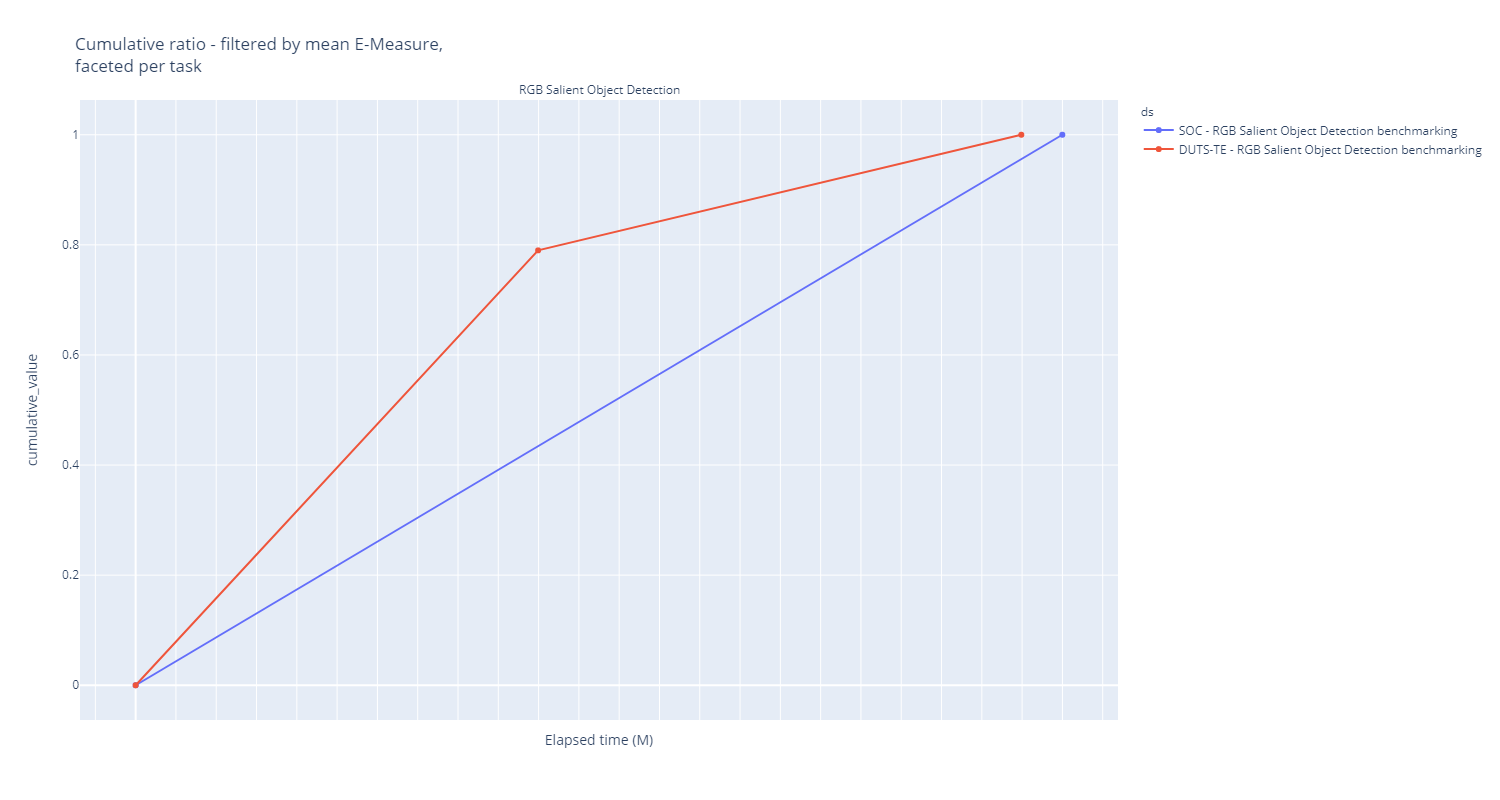 Cumulative ratio - filtered by mean E-Measure,
faceted per task
RGB Salient Object Detection
ds
SOC - RGB Salient Object Detection benchmarking
DUTS-TE - RGB Salient Object Detection benchmarking
1
0.8
0.6
0.4
0.2
0
cumulative_value
Elapsed time (M)